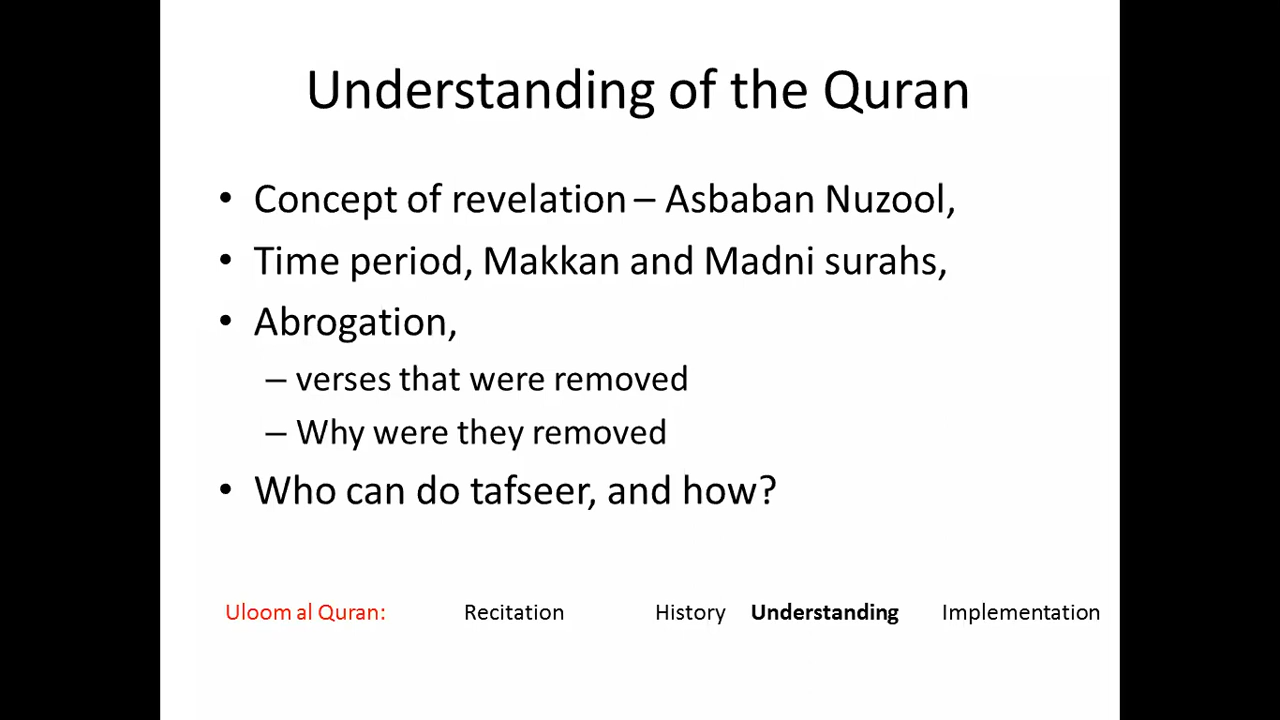 Understanding of the Quran
• Concept of revelation – Asbaban Nuzool,
• Time period, Makkan and Madni surahs,
• Abrogation,
– verses that were removed
– Why were they removed
• Who can do tafseer, and how?
Uloom al Quran: Recitation History Understanding Implementation